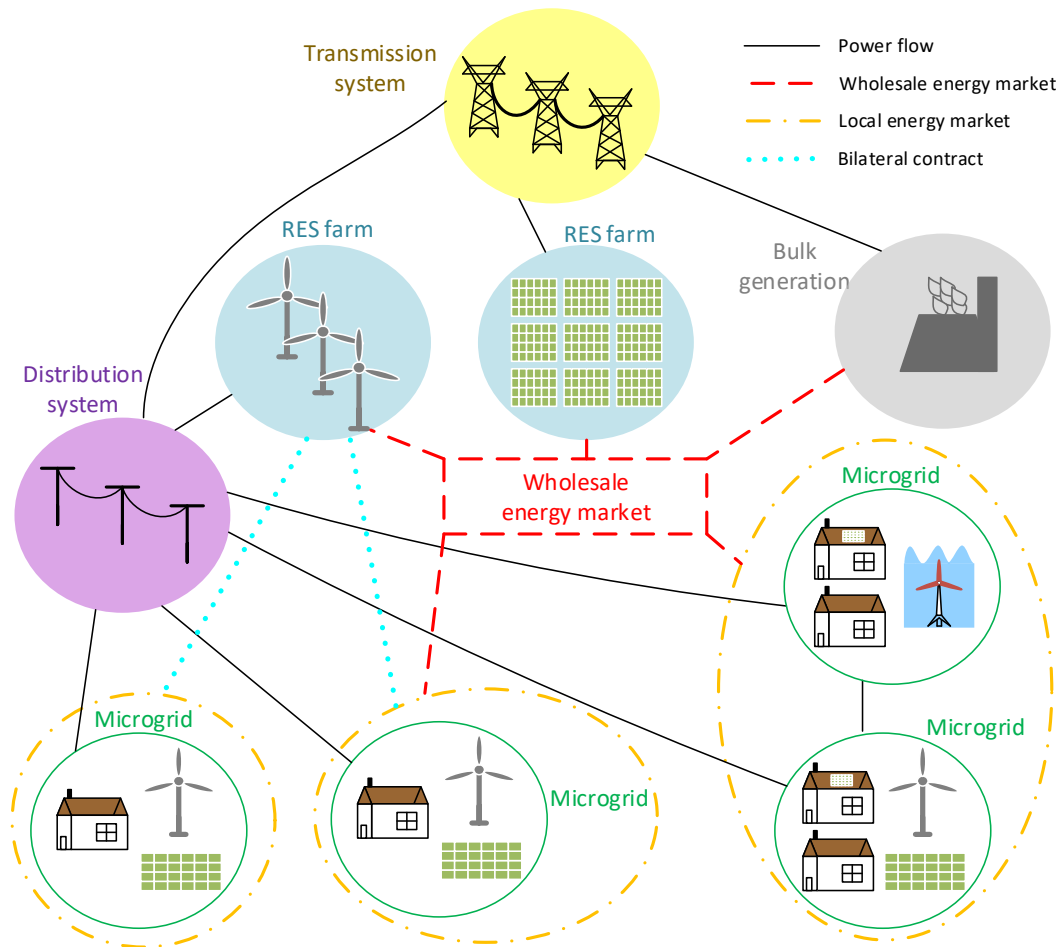 Transmission
system
Power flow
Wholesale energy market
Local energy market
Bilateral contract
RES farm
RES farm
Bulk
generation
Distribution
system
Wholesale
energy market
Microgrid
Microgrid
Microgrid
Microgrid